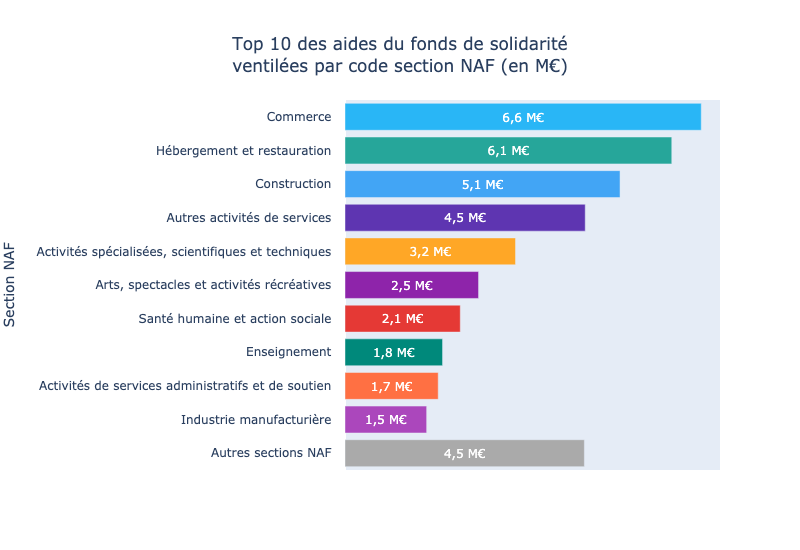 Top 10 des aides du fonds de solidarité
ventilées par code section NAF (en M€)
Section NAF
Commerce 6,6 M€
Hébergement et restauration 6,1 M€
Construction 5,1 M€
Autres activités de services 4,5 M€
Activités spécialisées, scientifiques et techniques 3,2 M€
Arts, spectacles et activités récréatives 2,5 M€
Santé humaine et action sociale 2,1 M€
Enseignement 1,8 M€
Activités de services administratifs et de soutien 1,7 M€
Industrie manufacturière 1,5 M€
Autres sections NAF 4,5 M€